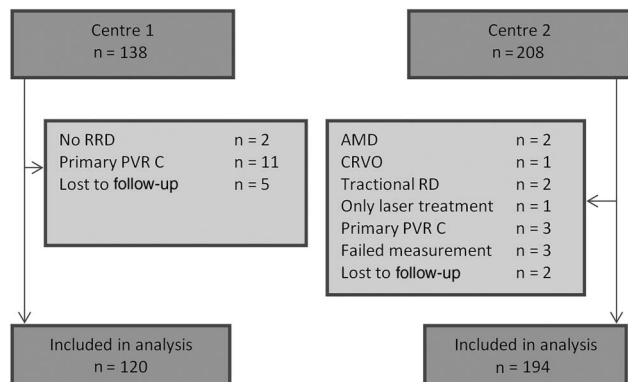 Centre 1
n = 138
Centre 2
n = 208
No RRD n = 2
Primary PVR C n = 11
Lost to follow-up n = 5
AMD n = 2
CRVO n = 1
Tractional RD n = 2
Only laser treatment n = 1
Primary PVR C n = 3
Failed measurement n = 3
Lost to follow-up n = 2
Included in analysis
n = 120
Included in analysis
n = 194